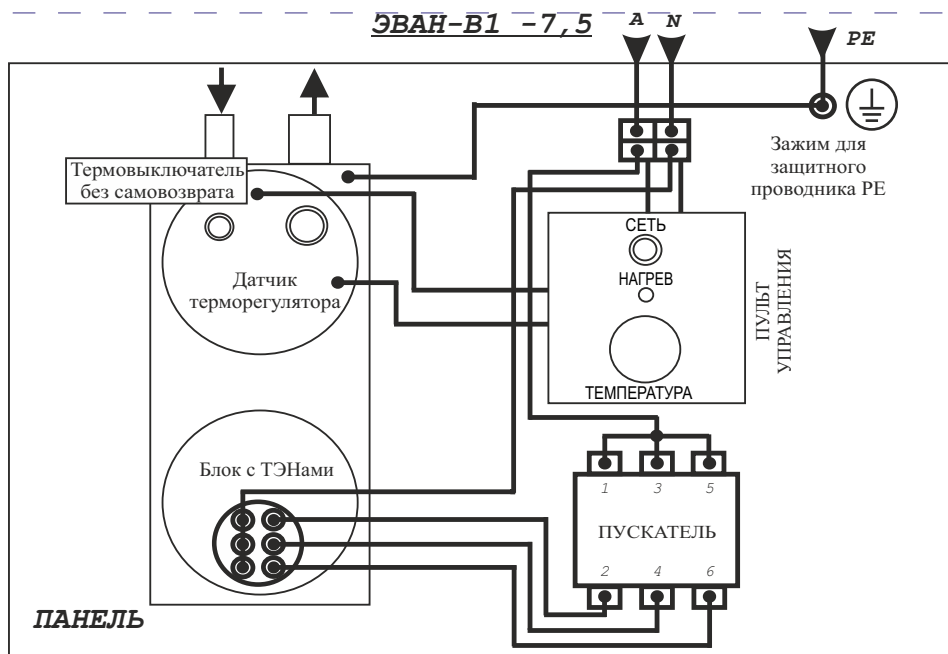 ЭВАН-В1 -7,5
A N
PE
Зажим для
защитного
проводника РЕ
Термовыключатель
без самовозврата
Датчик
терморегулятора
СЕТЬ
НАГРЕВ
ТЕМПЕРАТУРА
ПУЛЬТ
УПРАВЛЕНИЯ
Блок с ТЭНами
1 3 5
ПУСКАТЕЛЬ
2 4 6
ПАНЕЛЬ